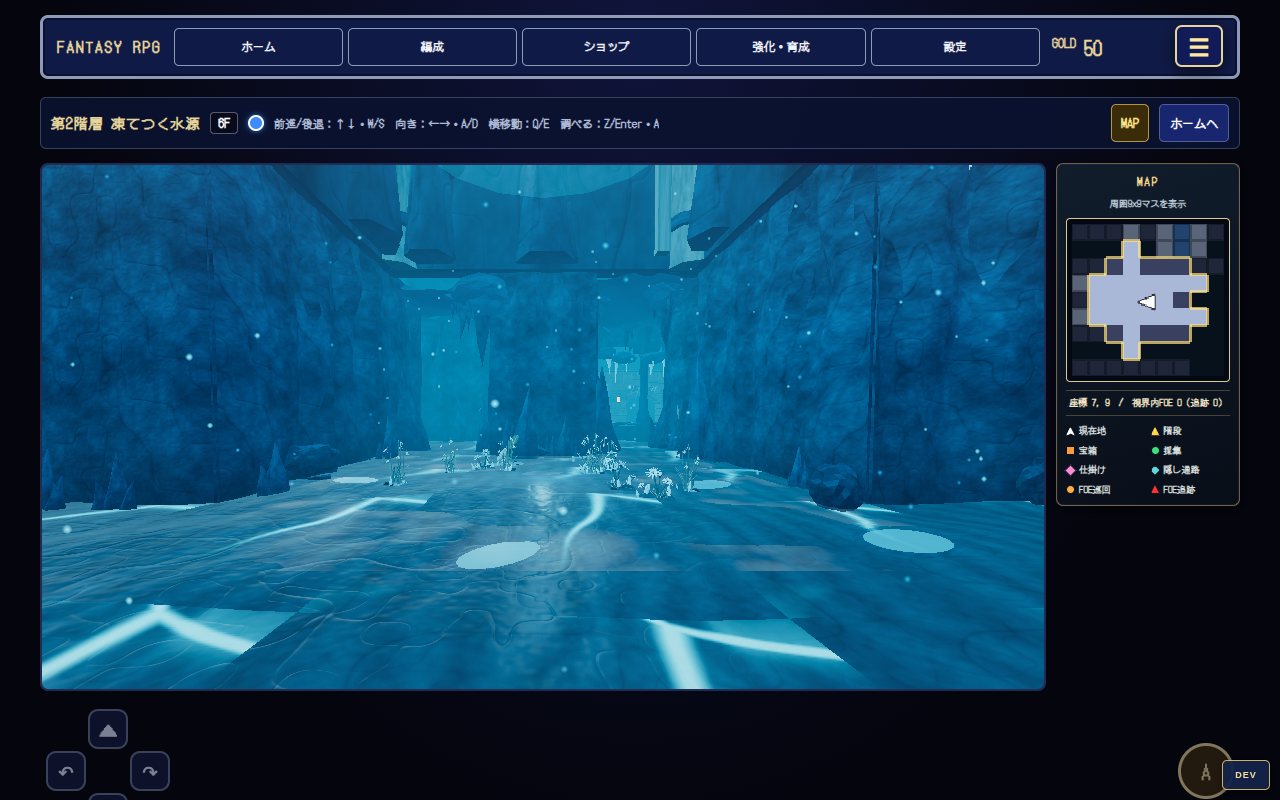 FANTASY RPG
ホーム
編成
ショップ
強化・育成
設定
GOLD 50
第2階層 凍てつく水源
6F
前進/後退：↑↓・W/S 向き：←→・A/D 横移動：Q/E 調べる：Z/Enter・A
MAP
ホームへ
MAP
周囲9x9マスを表示
座標 7, 9 / 視界内FOE 0（追跡 0）
現在地
階段
宝箱
採集
仕掛け
隠し通路
FOE巡回
FOE追跡
A
DEV